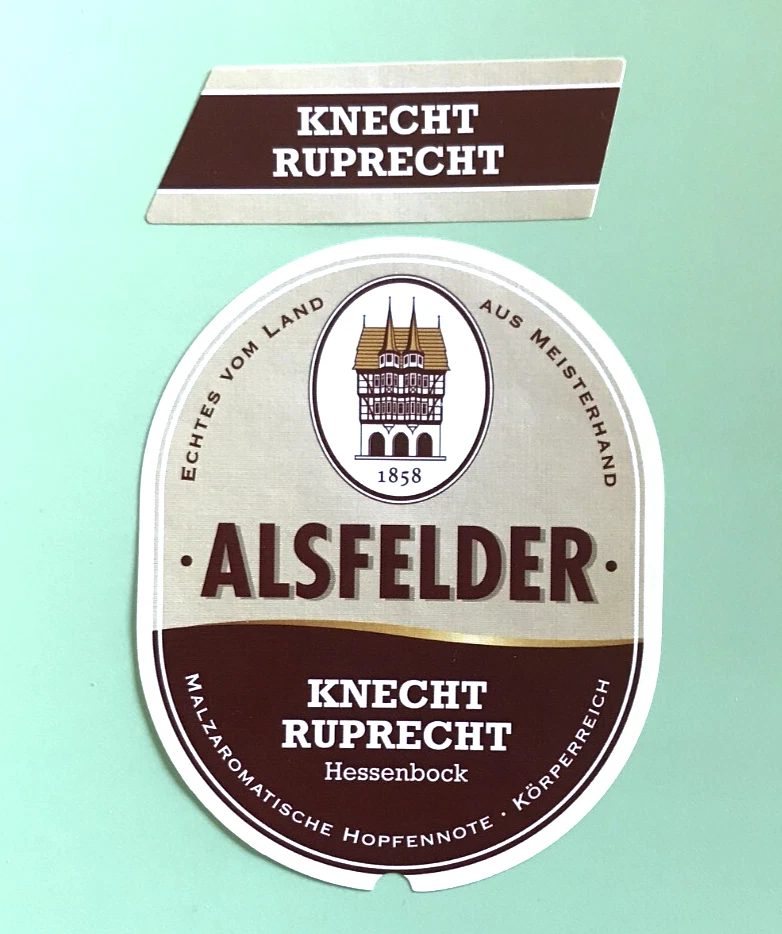 KNECHT
RUPRECHT
ECHTES VOM LAND
AUS MEISTERHAND
1858
· ALSFELDER ·
KNECHT
RUPRECHT
Hessenbock
MALZAROMATISCHE HOPFENNOTE · KÖRPERREICH